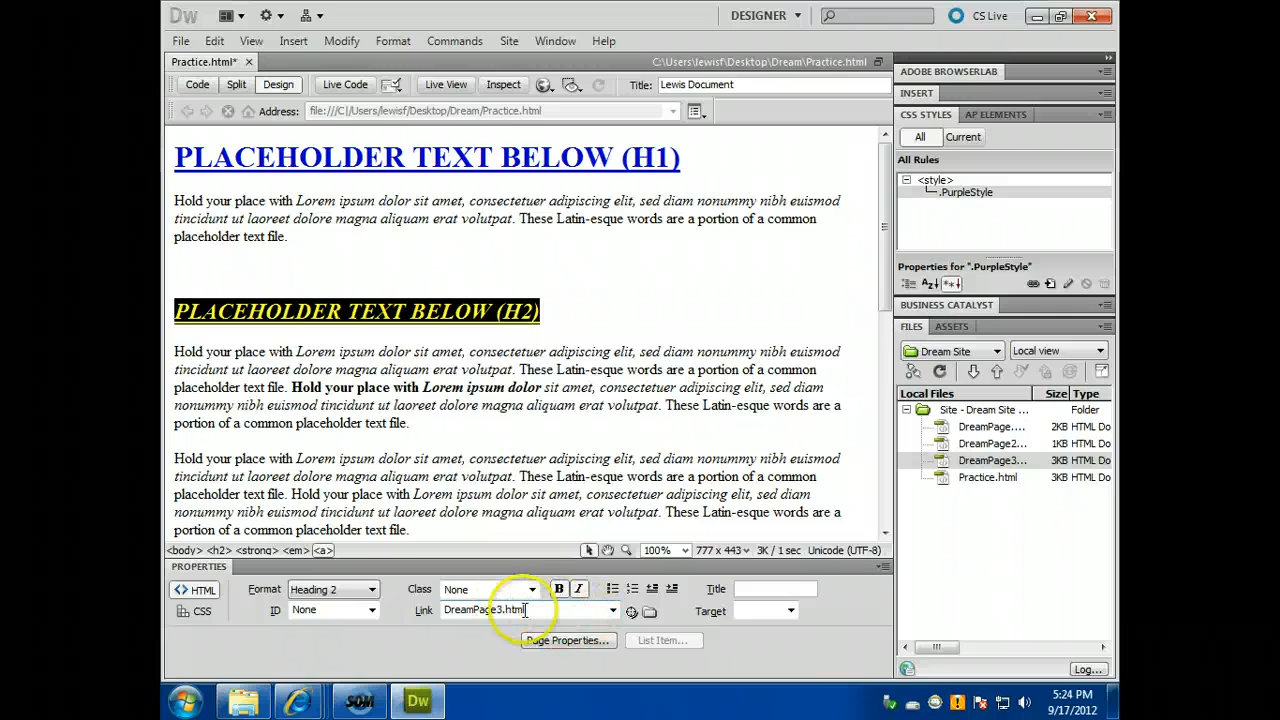 Dw
DESIGNER
CS Live
File Edit View Insert Modify Format Commands Site Window Help
Practice.html*
C:\Users\lewisf\Desktop\Dream\Practice.html
Code Split Design Live Code Live View Inspect Title: Lewis Document
Address: file:///C|/Users/lewisf/Desktop/Dream/Practice.html
PLACEHOLDER TEXT BELOW (H1)
Hold your place with Lorem ipsum dolor sit amet, consectetuer adipiscing elit, sed diam nonummy nibh euismod
tincidunt ut laoreet dolore magna aliquam erat volutpat. These Latin-esque words are a portion of a common
placeholder text file.
PLACEHOLDER TEXT BELOW (H2)
Hold your place with Lorem ipsum dolor sit amet, consectetuer adipiscing elit, sed diam nonummy nibh euismod
tincidunt ut laoreet dolore magna aliquam erat volutpat. These Latin-esque words are a portion of a common
placeholder text file. Hold your place with Lorem ipsum dolor sit amet, consectetuer adipiscing elit, sed diam
nonummy nibh euismod tincidunt ut laoreet dolore magna aliquam erat volutpat. These Latin-esque words are a
portion of a common placeholder text file.
Hold your place with Lorem ipsum dolor sit amet, consectetuer adipiscing elit, sed diam nonummy nibh euismod
tincidunt ut laoreet dolore magna aliquam erat volutpat. These Latin-esque words are a portion of a common
placeholder text file. Hold your place with Lorem ipsum dolor sit amet, consectetuer adipiscing elit, sed diam
nonummy nibh euismod tincidunt ut laoreet dolore magna aliquam erat volutpat. These Latin-esque words are a
portion of a common placeholder text file.
<body> <h2> <strong> <em> <a>
100% 777 x 443 3K / 1 sec Unicode (UTF-8)
PROPERTIES
<> HTML Format Heading 2 Class None B I Title
CSS ID None Link DreamPage3.html Target
Page Properties... List Item...
ADOBE BROWSERLAB
INSERT
CSS STYLES AP ELEMENTS
All Current
All Rules
<style>
.PurpleStyle
Properties for ".PurpleStyle"
BUSINESS CATALYST
FILES ASSETS
Dream Site Local view
Local Files Size Type
Site - Dream Site ... Folder
DreamPage.... 2KB HTML Do
DreamPage2... 1KB HTML Do
DreamPage3... 3KB HTML Do
Practice.html 3KB HTML Do
Log...
SDM
Dw
5:24 PM
9/17/2012